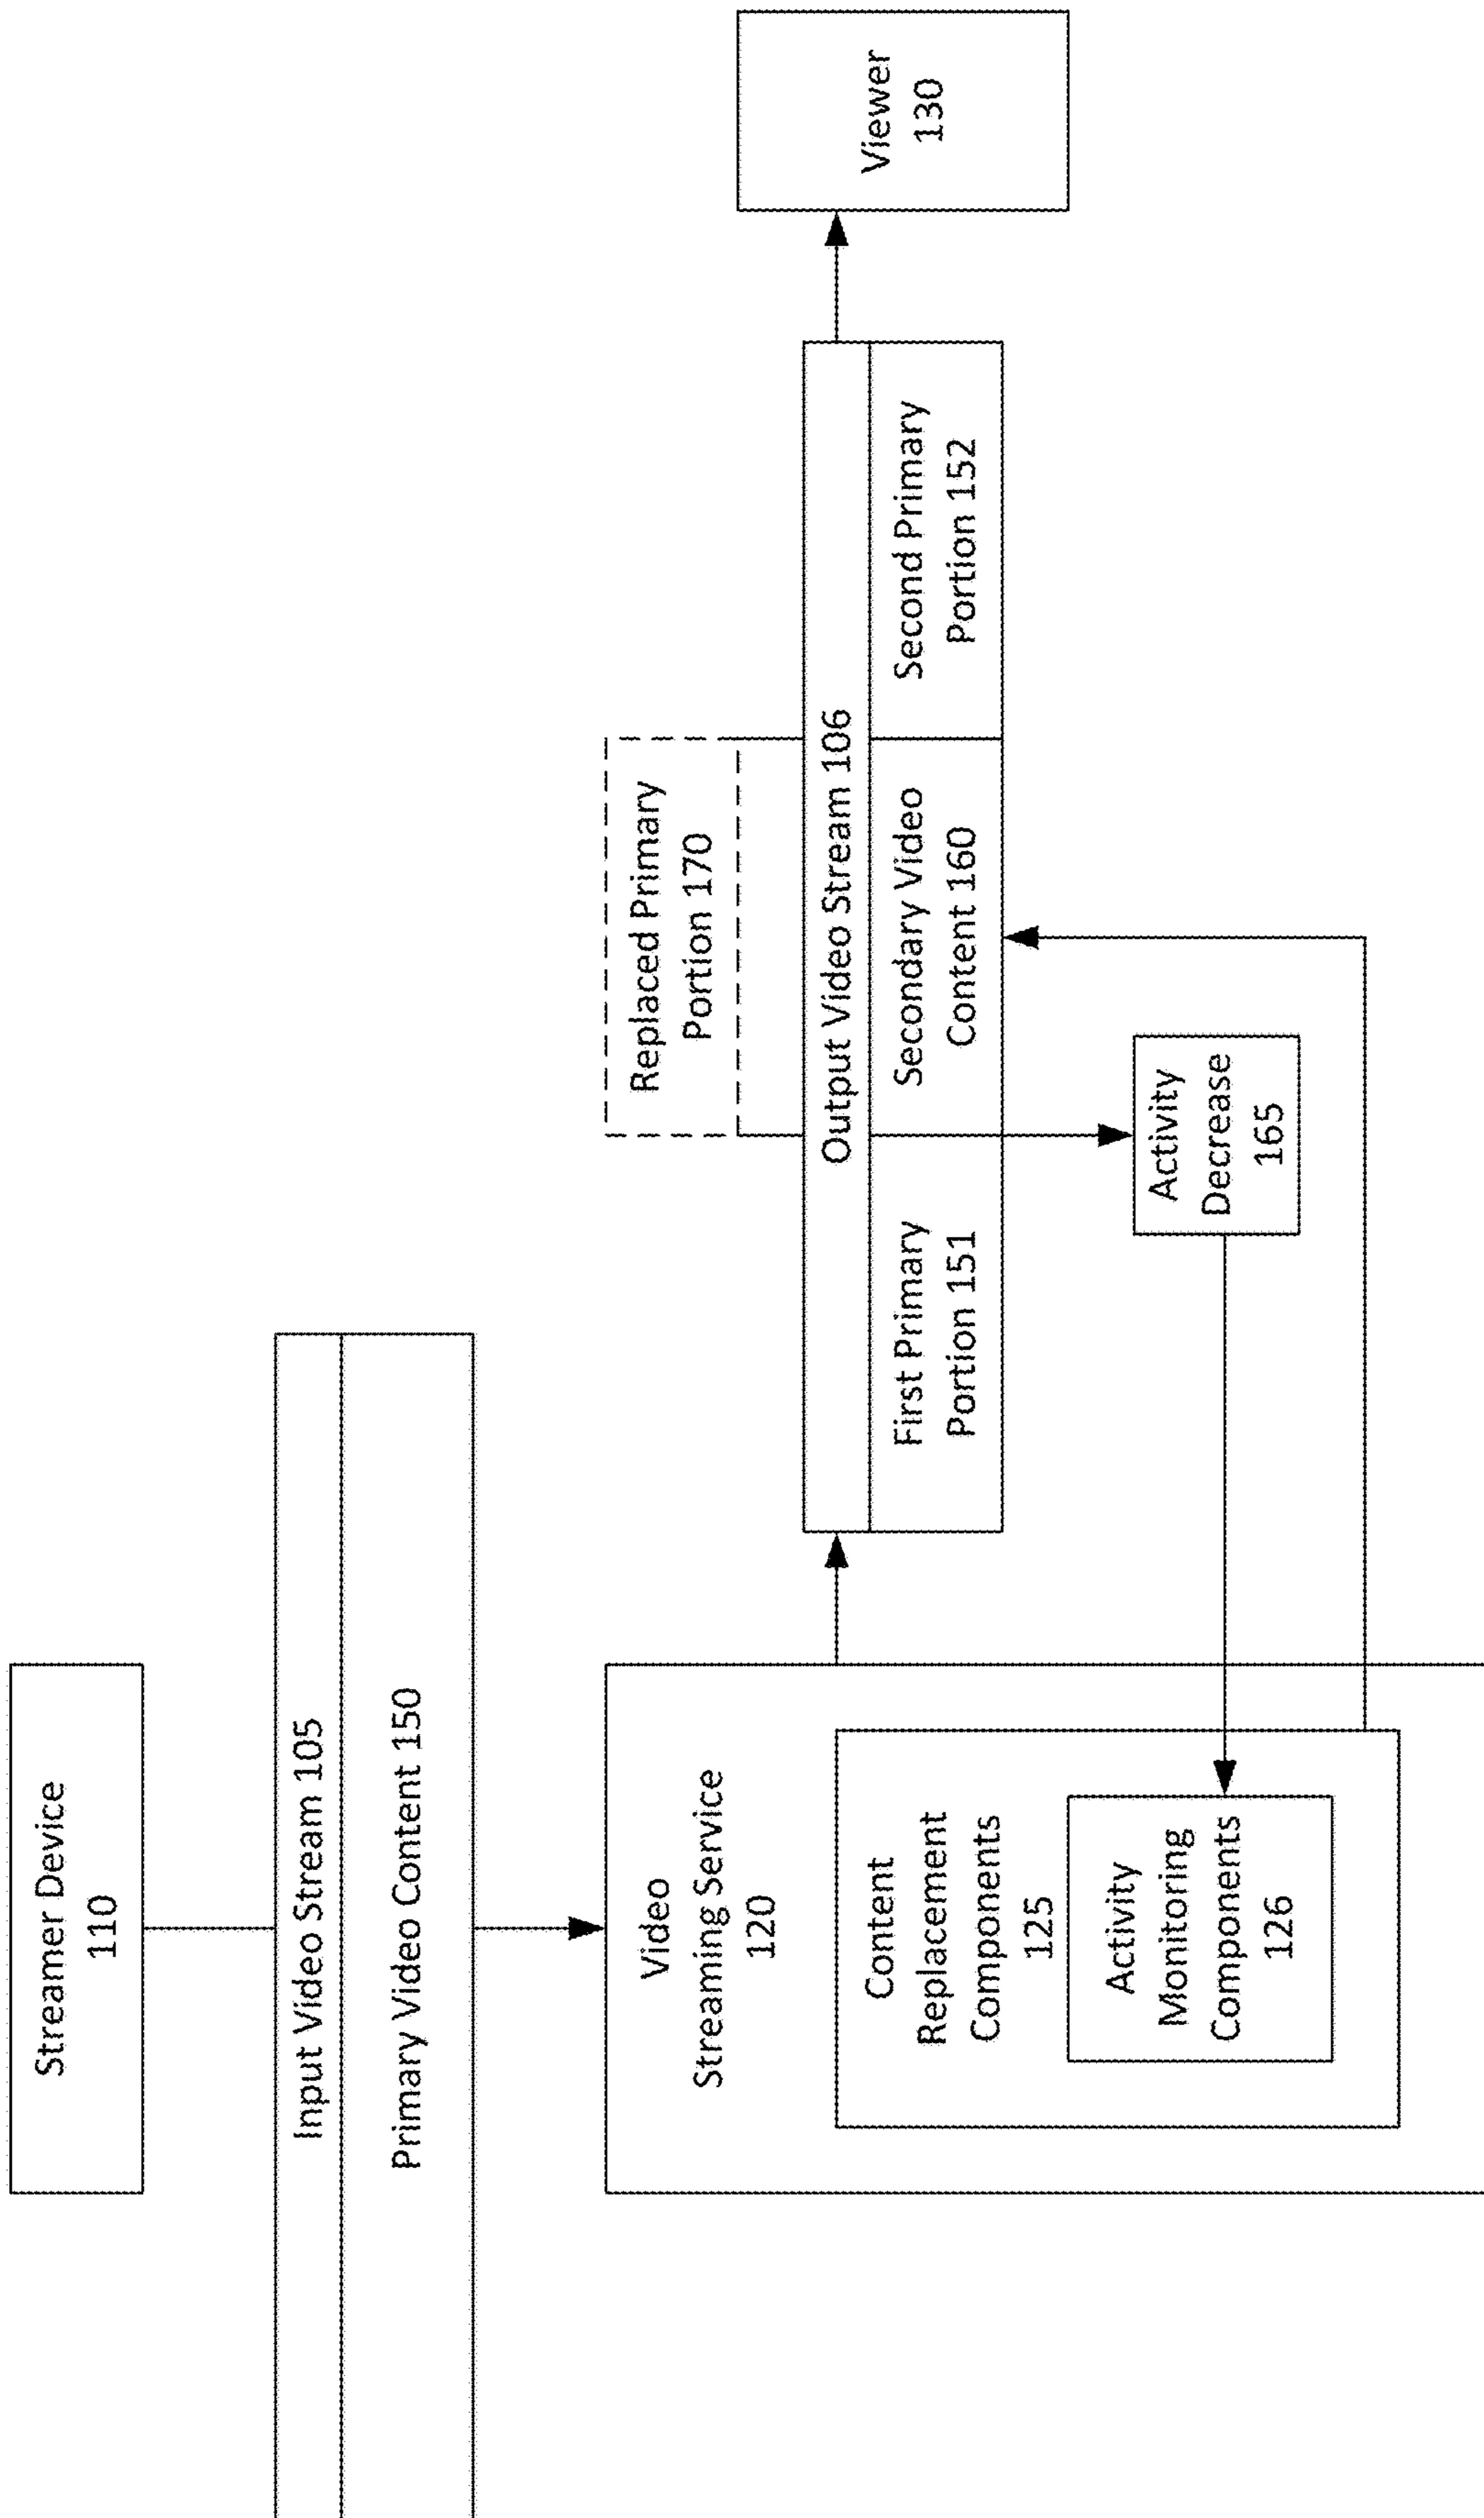 Streamer Device
110
Input Video Stream 105
Primary Video Content 150
Video
Streaming Service
120
Content
Replacement
Components
125
Activity
Monitoring
Components
126
Replaced Primary
Portion 170
Output Video Stream 106
First Primary
Portion 151
Secondary Video
Content 160
Second Primary
Portion 152
Activity
Decrease
165
Viewer
130